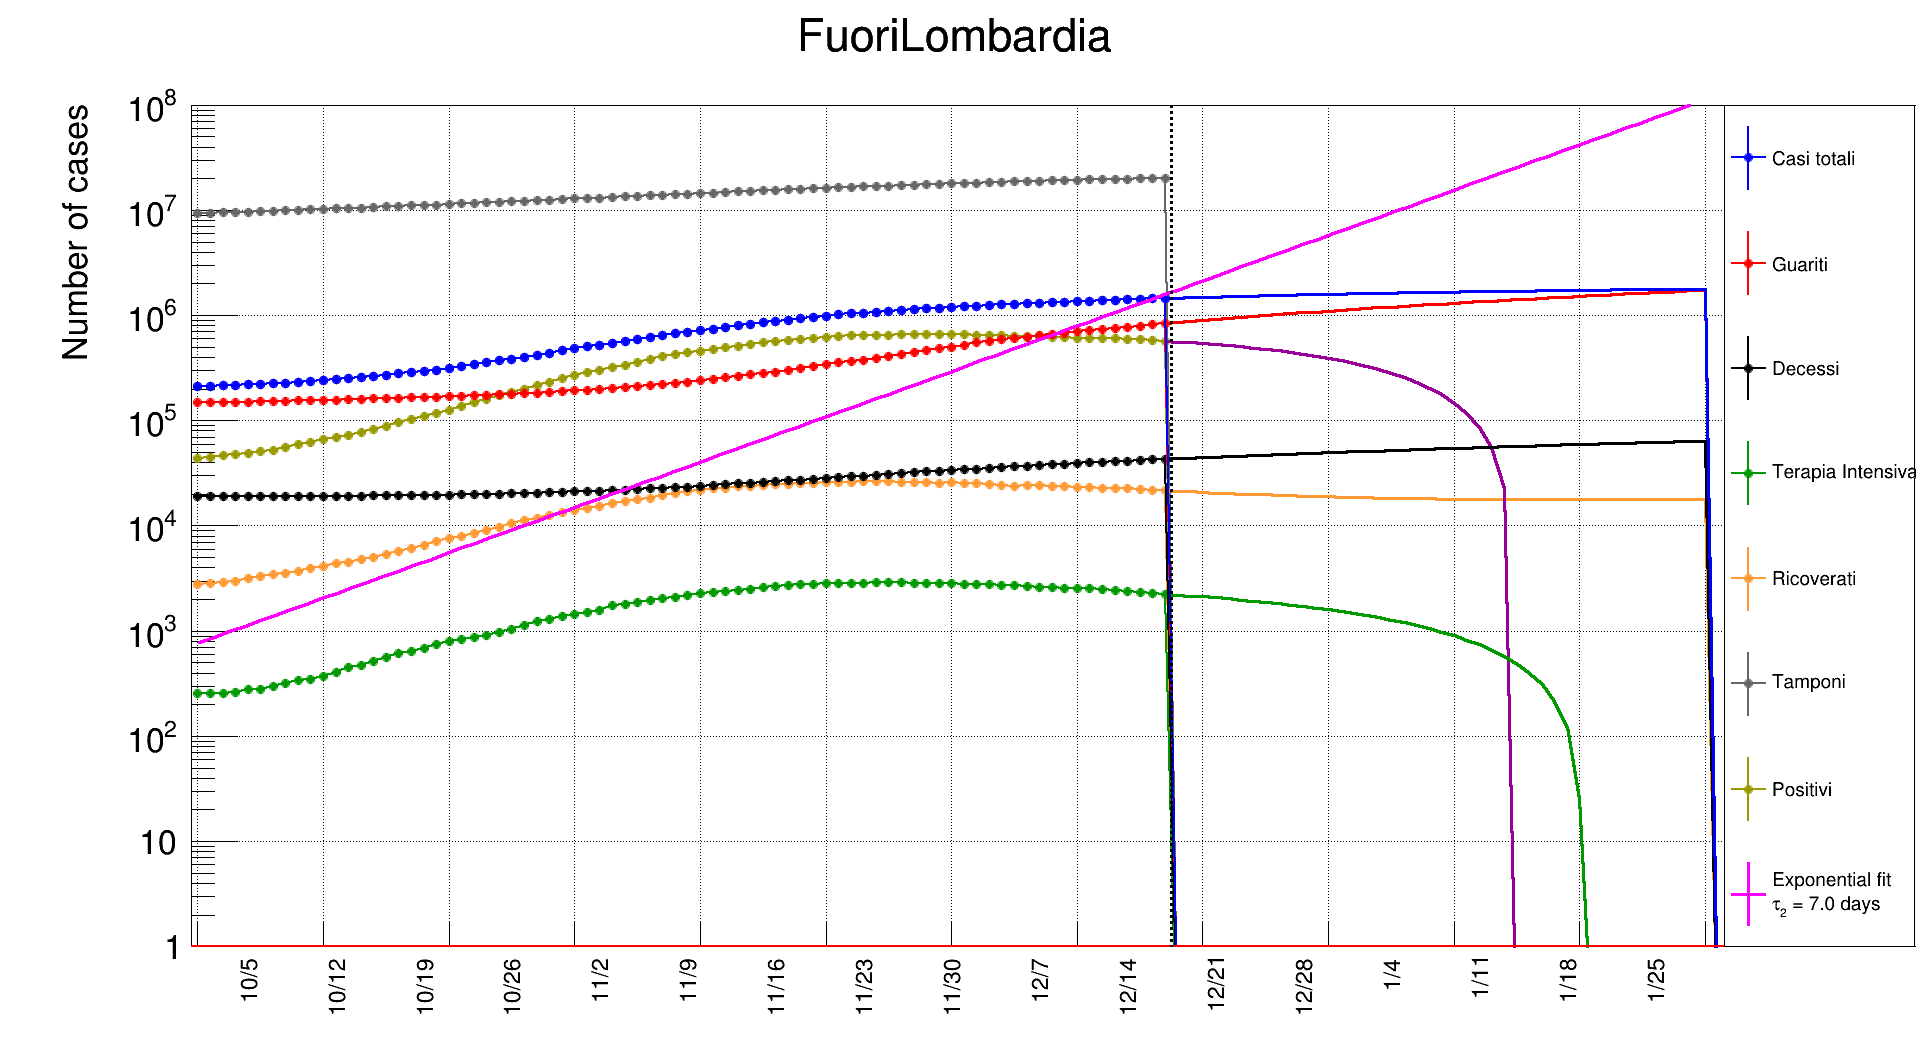 FuoriLombardia
Number of cases
10^8
10^7
10^6
10^5
10^4
10^3
10^2
10
1
10/5
10/12
10/19
10/26
11/2
11/9
11/16
11/23
11/30
12/7
12/14
12/21
12/28
1/4
1/11
1/18
1/25
Casi totali
Guariti
Decessi
Terapia Intensiva
Ricoverati
Tamponi
Positivi
Exponential fit
τ₂ = 7.0 days